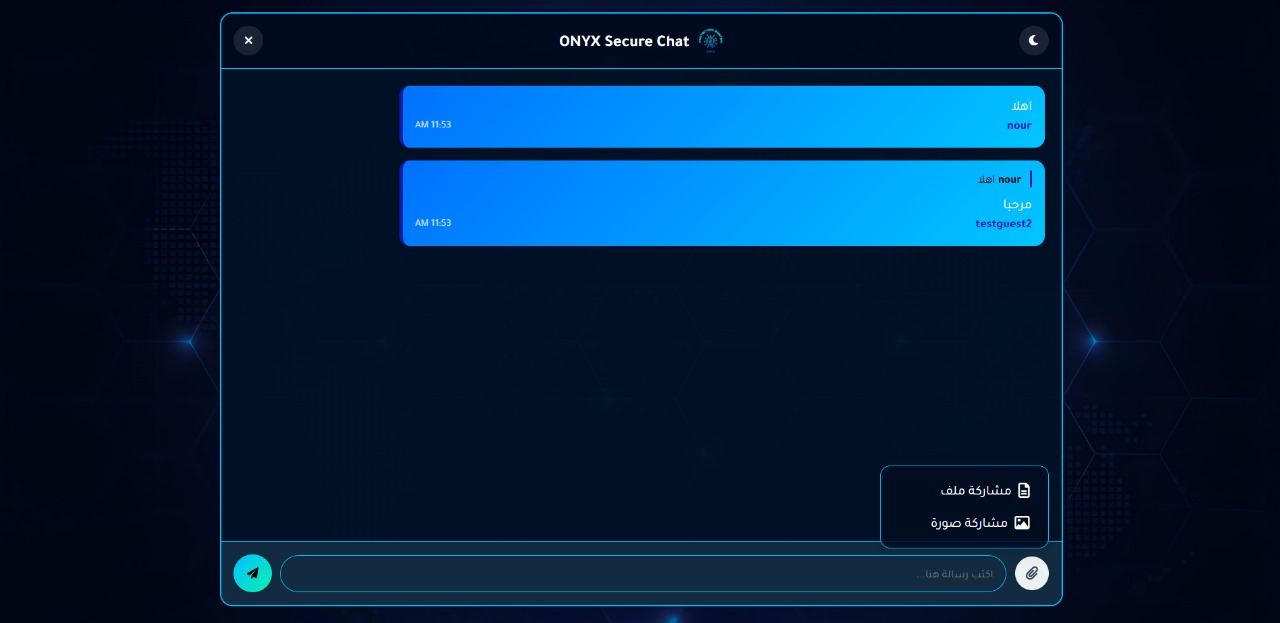 ONYX Secure Chat
اهلا
nour
AM 11:53
nour اهلا
مرحبا
testguest2
AM 11:53
مشاركة ملف
مشاركة صورة
اكتب رسالة هنا...